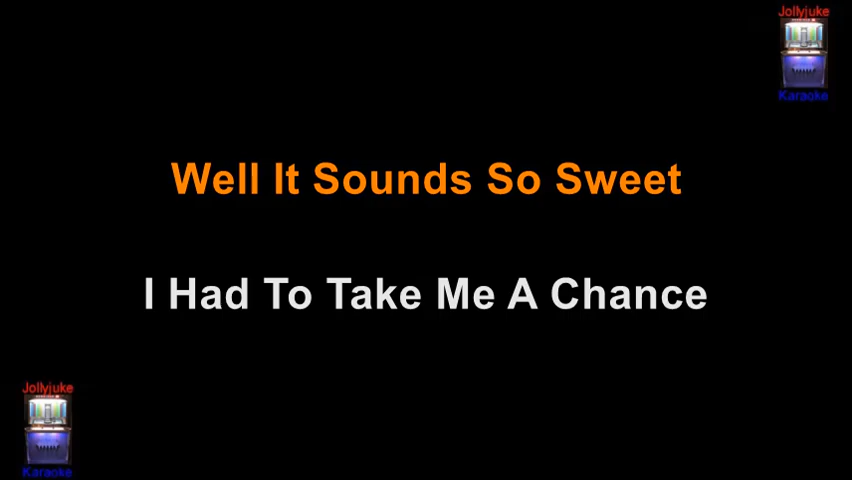 Jollyjuke
Karaoke
Well It Sounds So Sweet
I Had To Take Me A Chance
Jollyjuke
Karaoke